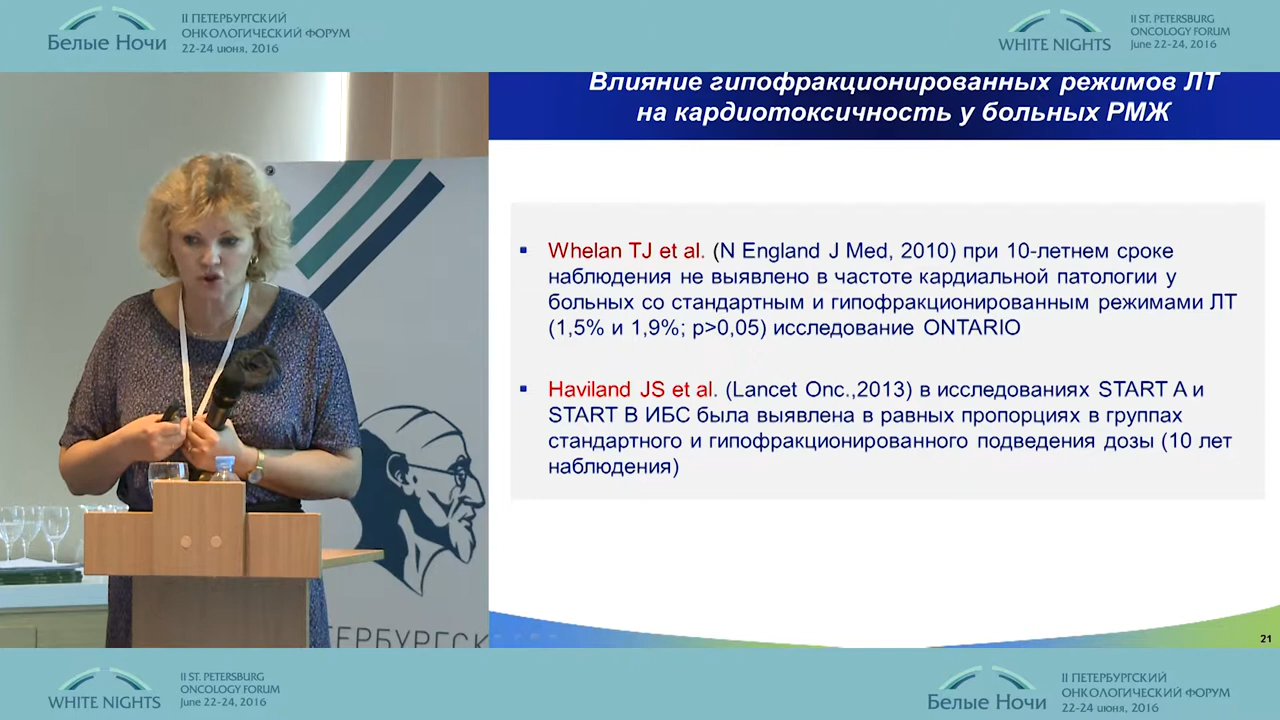 Белые Ночи
II ПЕТЕРБУРГСКИЙ
ОНКОЛОГИЧЕСКИЙ ФОРУМ
22-24 июня, 2016
WHITE NIGHTS
II ST. PETERSBURG
ONCOLOGY FORUM
June 22-24, 2016
Влияние гипофракционированных режимов ЛТ
на кардиотоксичность у больных РМЖ
▪ Whelan TJ et al. (N England J Med, 2010) при 10-летнем сроке
наблюдения не выявлено в частоте кардиальной патологии у
больных со стандартным и гипофракционированным режимами ЛТ
(1,5% и 1,9%; p>0,05) исследование ONTARIO
▪ Haviland JS et al. (Lancet Onc.,2013) в исследованиях START A и
START B ИБС была выявлена в равных пропорциях в группах
стандартного и гипофракционированного подведения дозы (10 лет
наблюдения)
21
ТЕРБУРГСК
WHITE NIGHTS
II ST. PETERSBURG
ONCOLOGY FORUM
June 22-24, 2016
Белые Ночи
II ПЕТЕРБУРГСКИЙ
ОНКОЛОГИЧЕСКИЙ ФОРУМ
22-24 июня, 2016